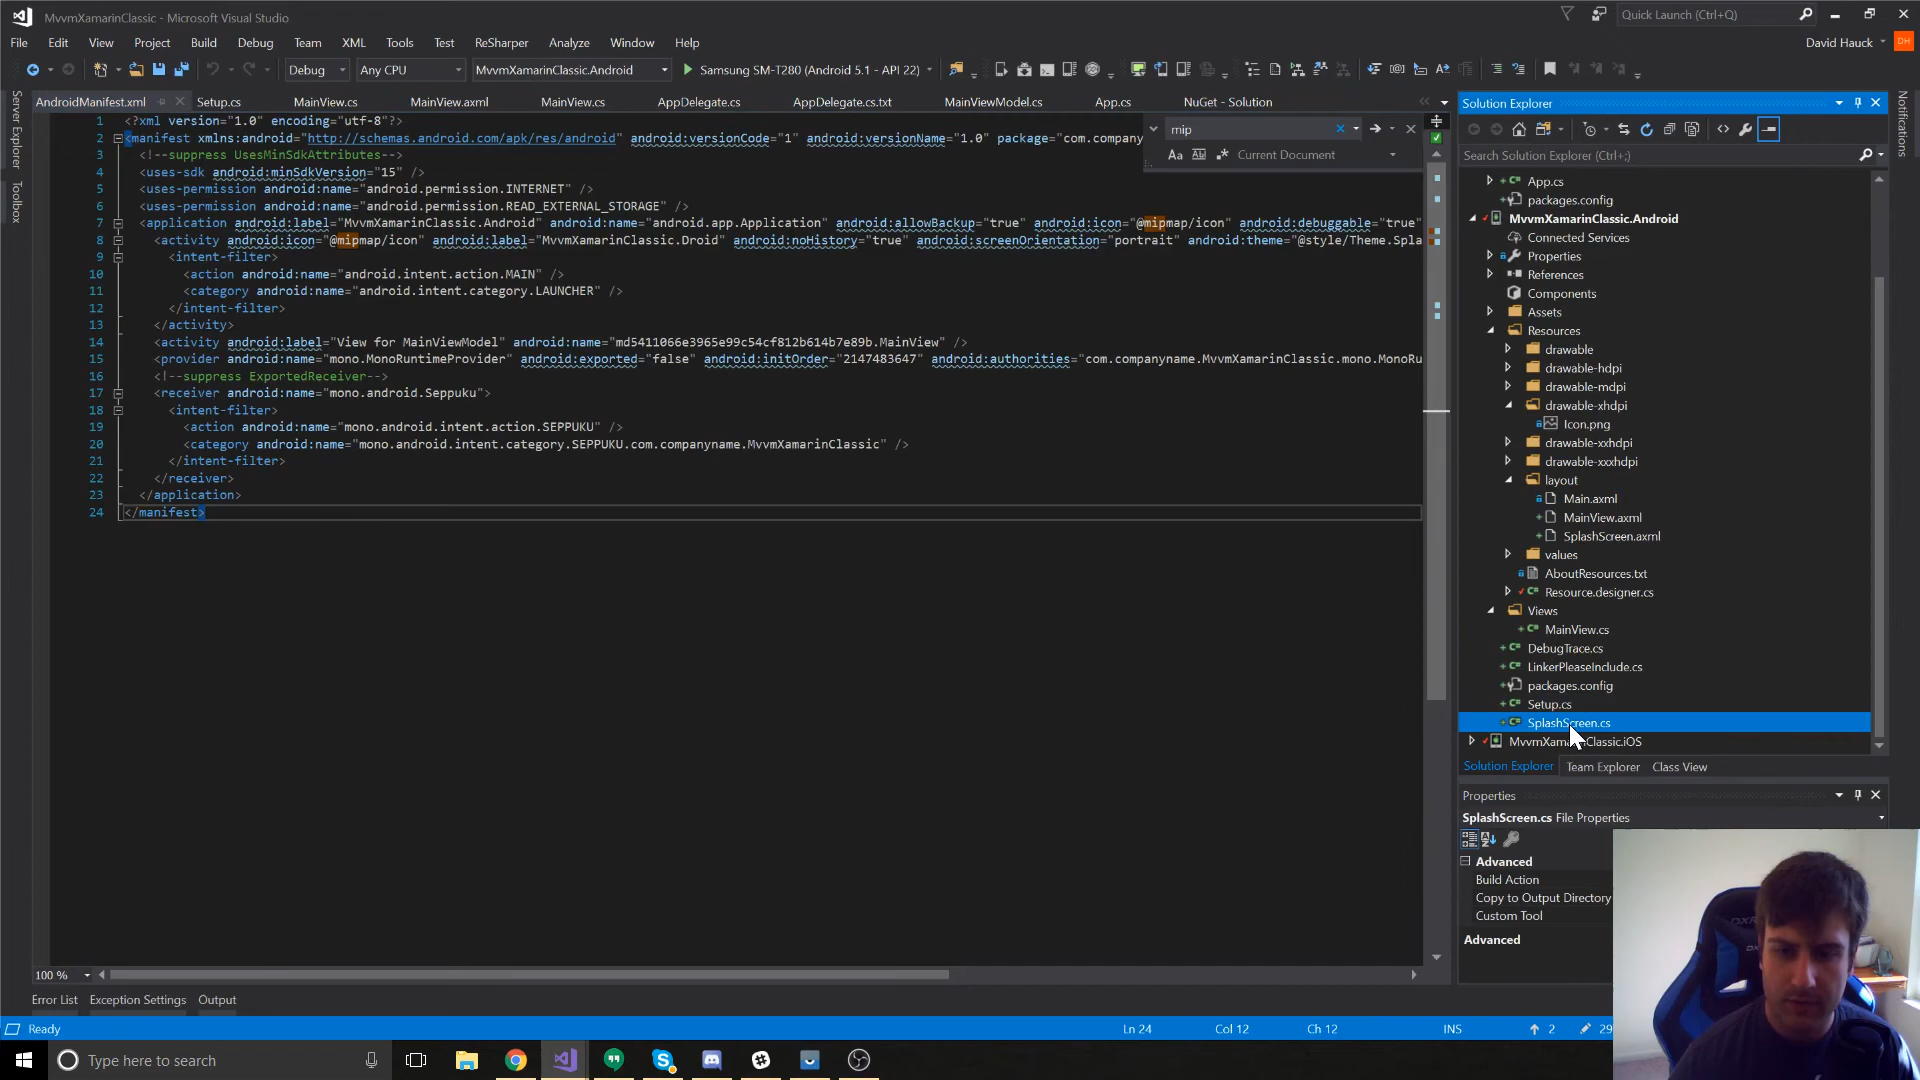 MvvmXamarinClassic - Microsoft Visual Studio
Quick Launch (Ctrl+Q)
File Edit View Project Build Debug Team XML Tools Test ReSharper Analyze Window Help
David Hauck DH
Debug Any CPU MvvmXamarinClassic.Android Samsung SM-T280 (Android 5.1 - API 22)
AndroidManifest.xml Setup.cs MainView.cs MainView.axml MainView.cs AppDelegate.cs AppDelegate.cs.txt MainViewModel.cs App.cs NuGet - Solution
Server Explorer
Toolbox
Notifications
mip
Aa Current Document
1 <?xml version="1.0" encoding="utf-8"?>
2 <manifest xmlns:android="http://schemas.android.com/apk/res/android" android:versionCode="1" android:versionName="1.0" package="com.company
3 <!--suppress UsesMinSdkAttributes-->
4 <uses-sdk android:minSdkVersion="15" />
5 <uses-permission android:name="android.permission.INTERNET" />
6 <uses-permission android:name="android.permission.READ_EXTERNAL_STORAGE" />
7 <application android:label="MvvmXamarinClassic.Android" android:name="android.app.Application" android:allowBackup="true" android:icon="@mipmap/icon" android:debuggable="true"
8 <activity android:icon="@mipmap/icon" android:label="MvvmXamarinClassic.Droid" android:noHistory="true" android:screenOrientation="portrait" android:theme="@style/Theme.Spla
9 <intent-filter>
10 <action android:name="android.intent.action.MAIN" />
11 <category android:name="android.intent.category.LAUNCHER" />
12 </intent-filter>
13 </activity>
14 <activity android:label="View for MainViewModel" android:name="md5411066e3965e99c54cf812b614b7e89b.MainView" />
15 <provider android:name="mono.MonoRuntimeProvider" android:exported="false" android:initOrder="2147483647" android:authorities="com.companyname.MvvmXamarinClassic.mono.MonoRu
16 <!--suppress ExportedReceiver-->
17 <receiver android:name="mono.android.Seppuku">
18 <intent-filter>
19 <action android:name="mono.android.intent.action.SEPPUKU" />
20 <category android:name="mono.android.intent.category.SEPPUKU.com.companyname.MvvmXamarinClassic" />
21 </intent-filter>
22 </receiver>
23 </application>
24 </manifest>
100 %
Solution Explorer
Search Solution Explorer (Ctrl+;)
App.cs
packages.config
MvvmXamarinClassic.Android
Connected Services
Properties
References
Components
Assets
Resources
drawable
drawable-hdpi
drawable-mdpi
drawable-xhdpi
Icon.png
drawable-xxhdpi
drawable-xxxhdpi
layout
Main.axml
MainView.axml
SplashScreen.axml
values
AboutResources.txt
Resource.designer.cs
Views
MainView.cs
DebugTrace.cs
LinkerPleaseInclude.cs
packages.config
Setup.cs
SplashScreen.cs
Solution Explorer Team Explorer Class View
Properties
SplashScreen.cs File Properties
Advanced
Build Action
Copy to Output Directory
Custom Tool
Advanced
Error List Exception Settings Output
Ready Ln 24 Col 12 Ch 12 INS 2 29
Type here to search